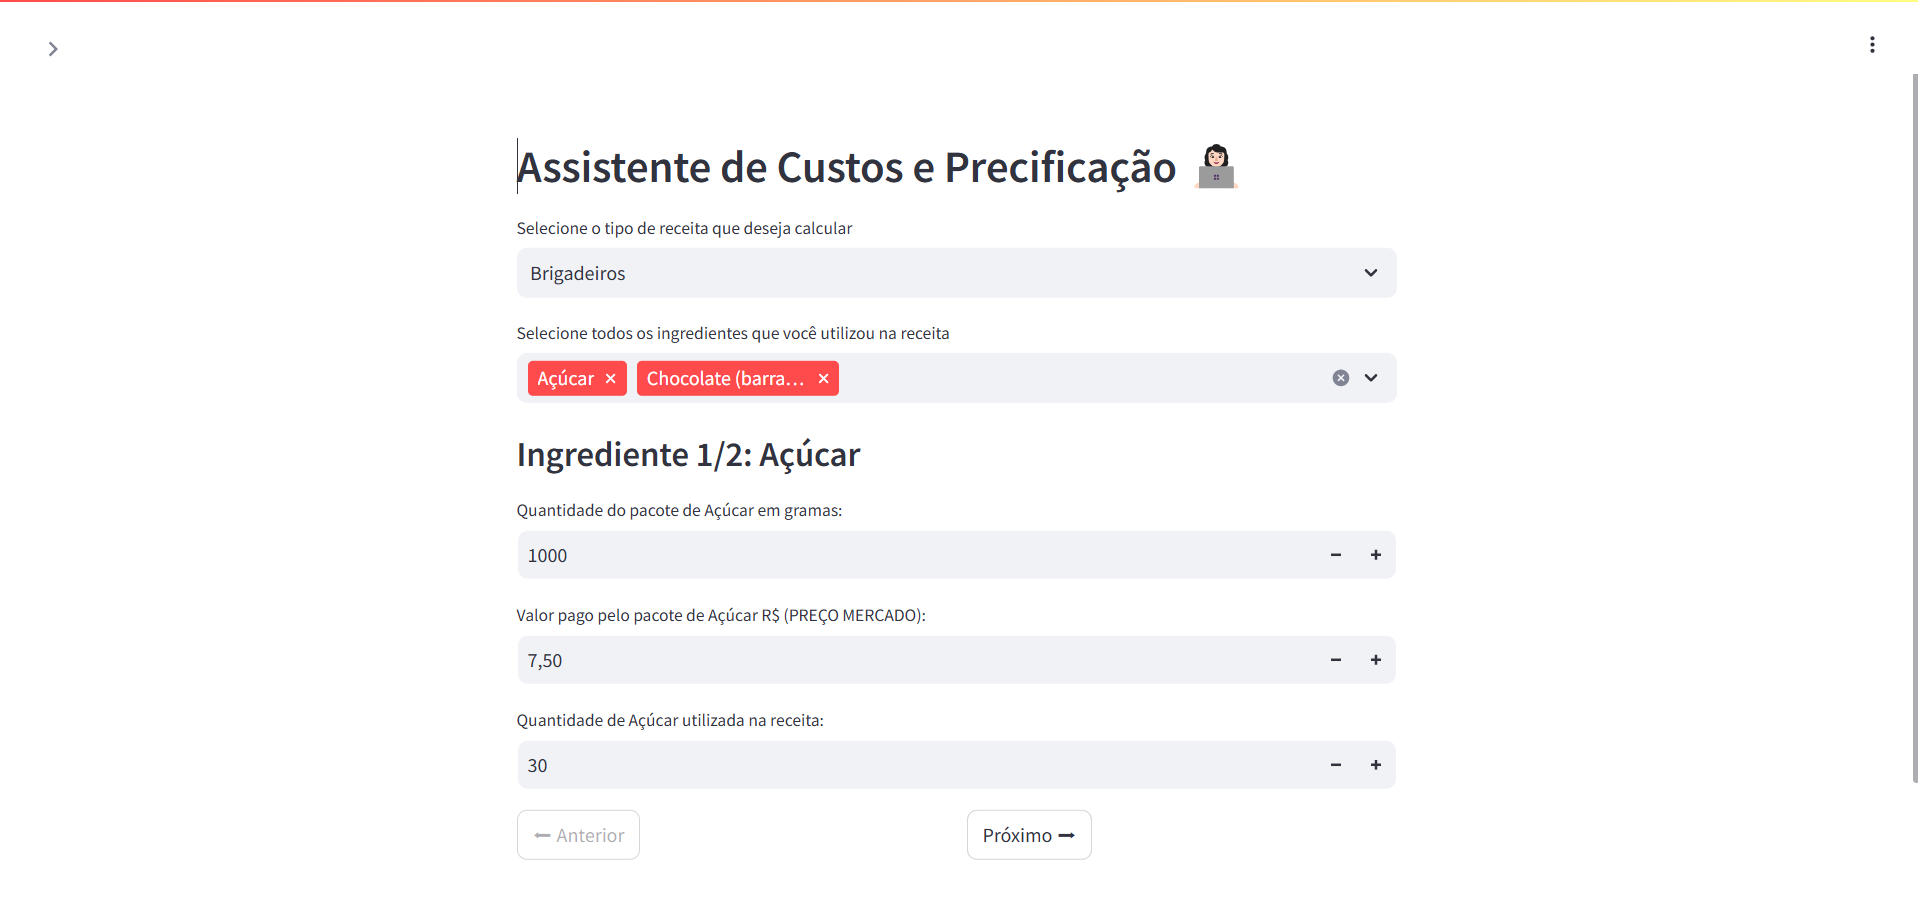 Assistente de Custos e Precificação
Selecione o tipo de receita que deseja calcular
Brigadeiros
Selecione todos os ingredientes que você utilizou na receita
Açúcar Chocolate (barra...
Ingrediente 1/2: Açúcar
Quantidade do pacote de Açúcar em gramas:
1000
Valor pago pelo pacote de Açúcar R$ (PREÇO MERCADO):
7,50
Quantidade de Açúcar utilizada na receita:
30
Anterior Próximo